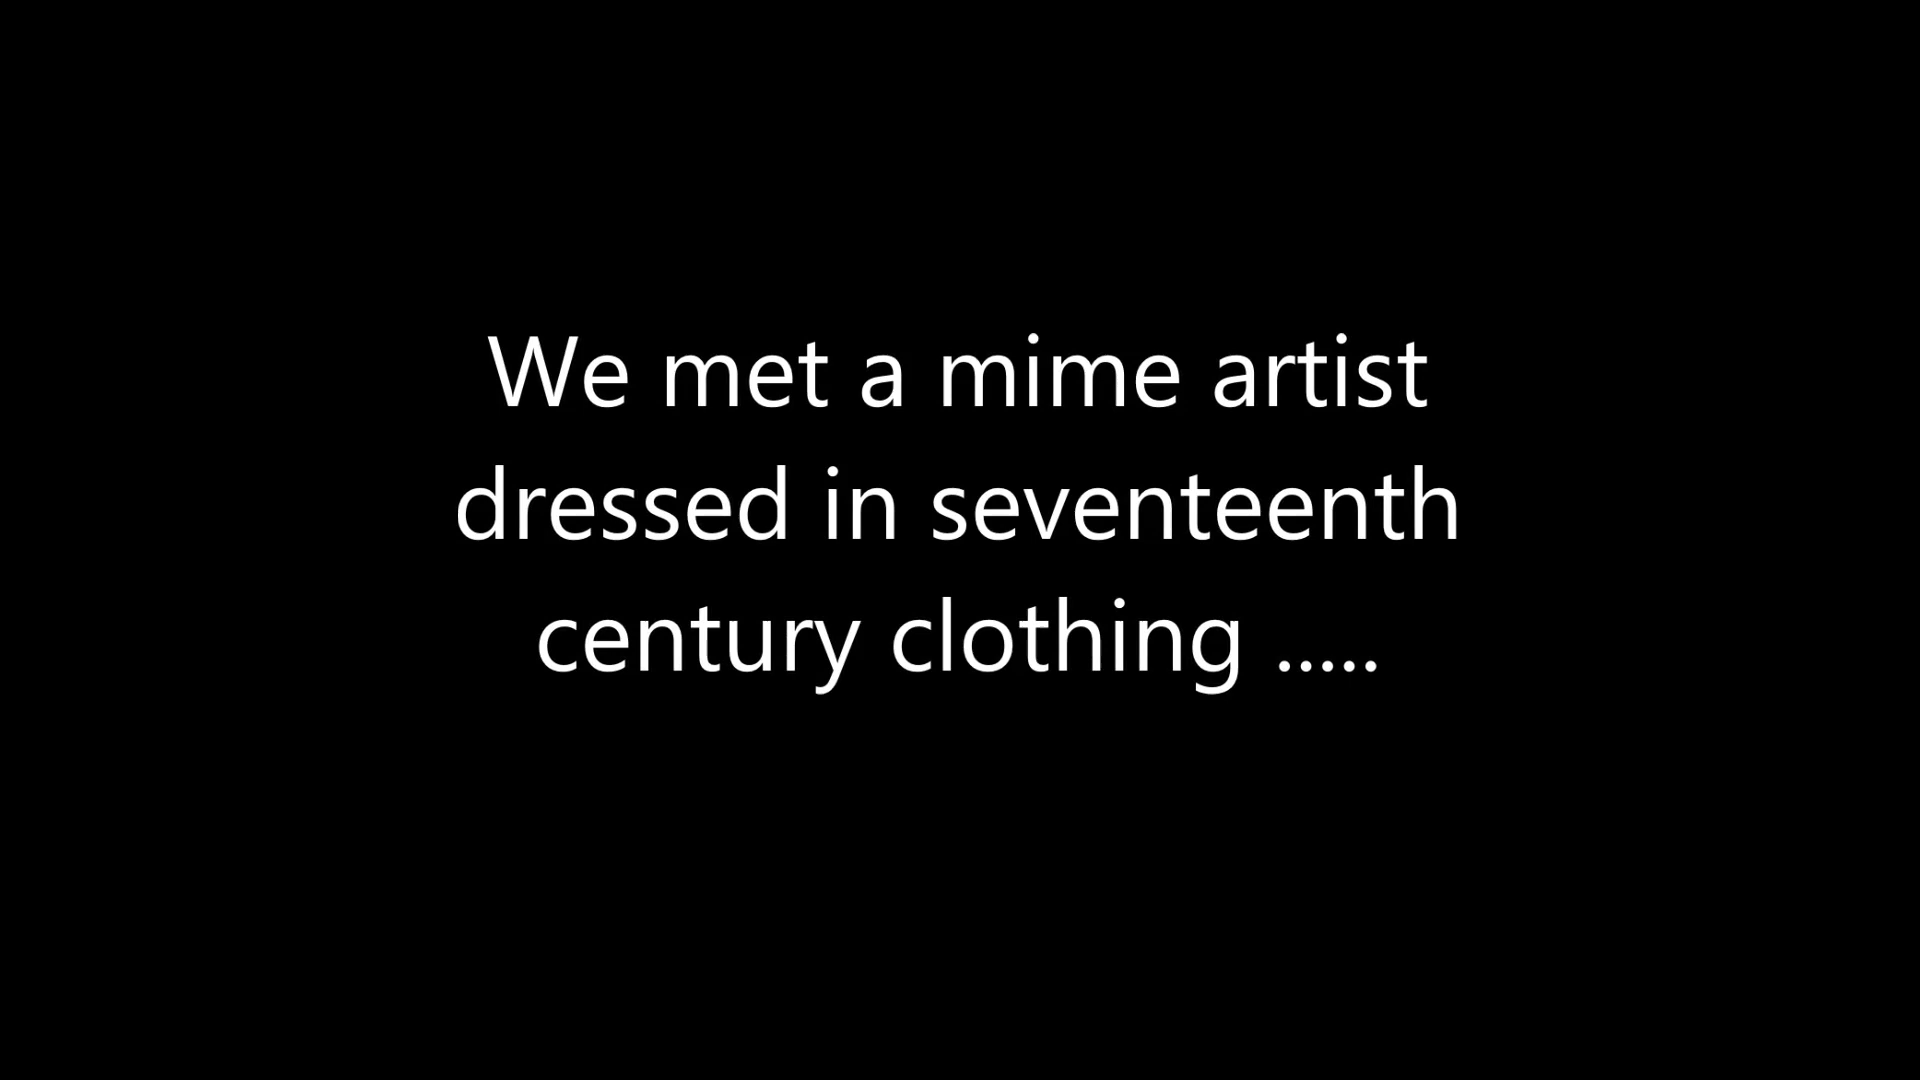 We met a mime artist
dressed in seventeenth
century clothing .....